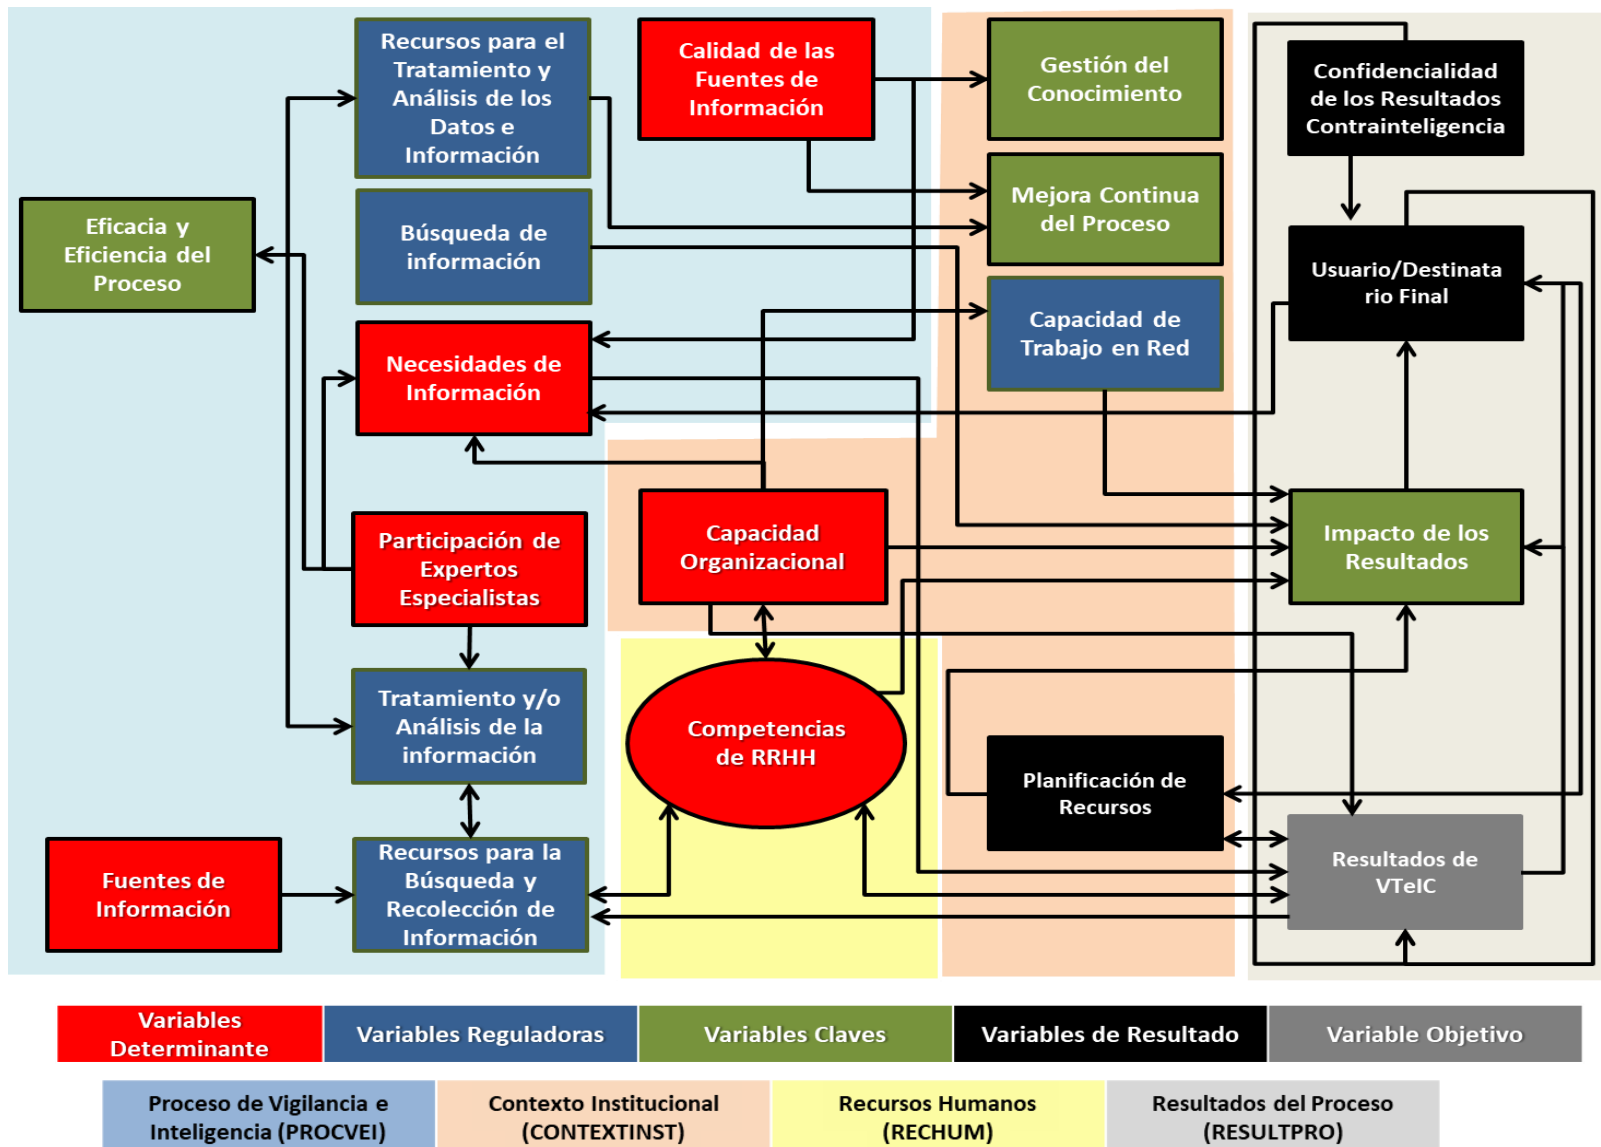 Recursos para el
Tratamiento y
Análisis de los
Datos e
Información
Calidad de las
Fuentes de
Información
Gestión del
Conocimiento
Confidencialidad
de los Resultados
Contrainteligencia
Mejora Continua
del Proceso
Eficacia y
Eficiencia del
Proceso
Búsqueda de
información
Usuario/Destinata
rio Final
Capacidad de
Trabajo en Red
Necesidades de
Información
Participación de
Expertos
Especialistas
Capacidad
Organizacional
Impacto de los
Resultados
Tratamiento y/o
Análisis de la
información
Competencias
de RRHH
Planificación de
Recursos
Fuentes de
Información
Recursos para la
Búsqueda y
Recolección de
Información
Resultados de
VTeIC
Variables
Determinante
Variables Reguladoras
Variables Claves
Variables de Resultado
Variable Objetivo
Proceso de Vigilancia e
Inteligencia (PROCVEI)
Contexto Institucional
(CONTEXTINST)
Recursos Humanos
(RECHUM)
Resultados del Proceso
(RESULTPRO)